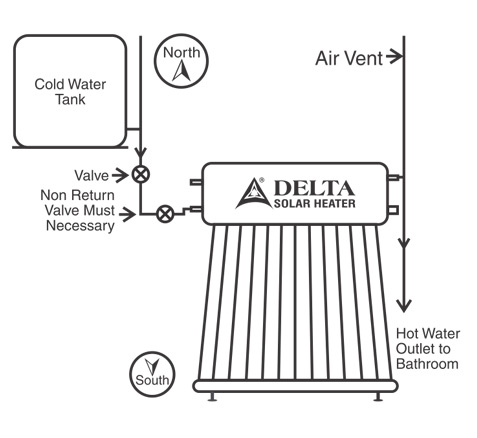 North
Air Vent
Cold Water
Tank
Valve
Non Return
Valve Must
Necessary
®
DELTA
SOLAR HEATER
Hot Water
Outlet to
Bathroom
South